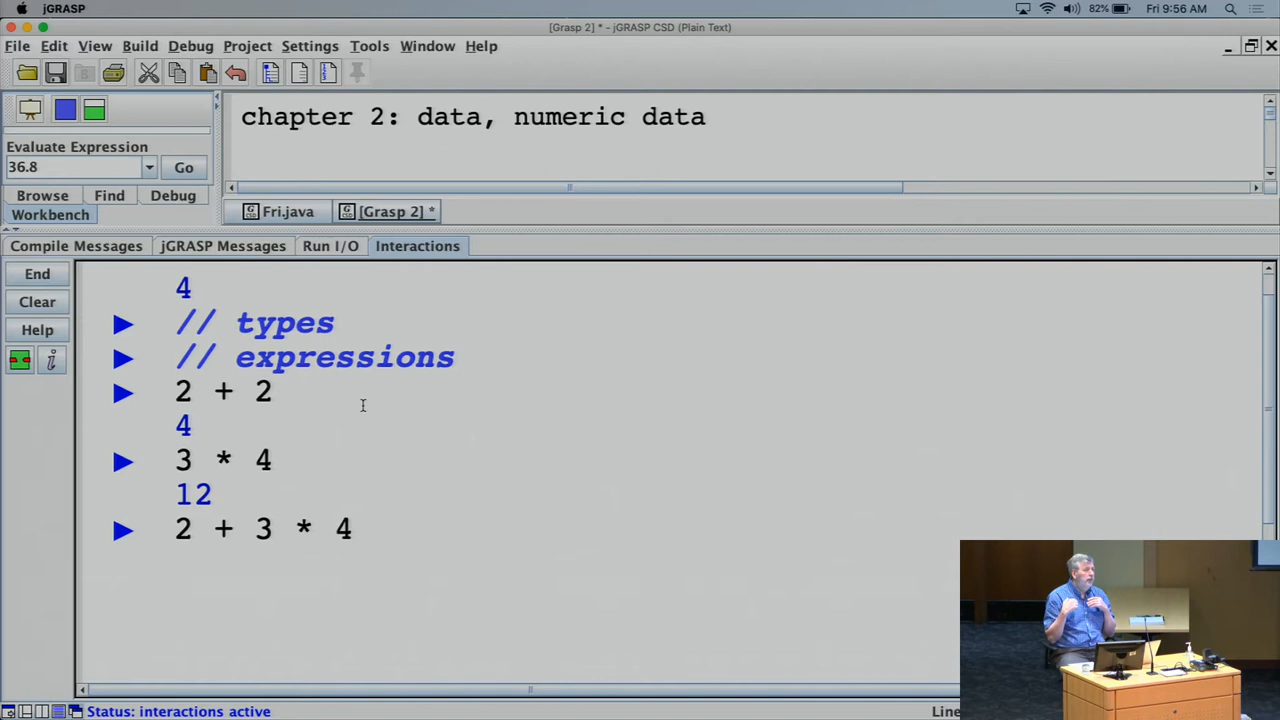 jGRASP 82% Fri 9:56 AM
[Grasp 2] * - jGRASP CSD (Plain Text)
File Edit View Build Debug Project Settings Tools Window Help
chapter 2: data, numeric data
Evaluate Expression
36.8 Go
Browse Find Debug
Workbench
Fri.java [Grasp 2] *
Compile Messages jGRASP Messages Run I/O Interactions
End
Clear
Help
4
// types
// expressions
2 + 2
4
3 * 4
12
2 + 3 * 4
Status: interactions active